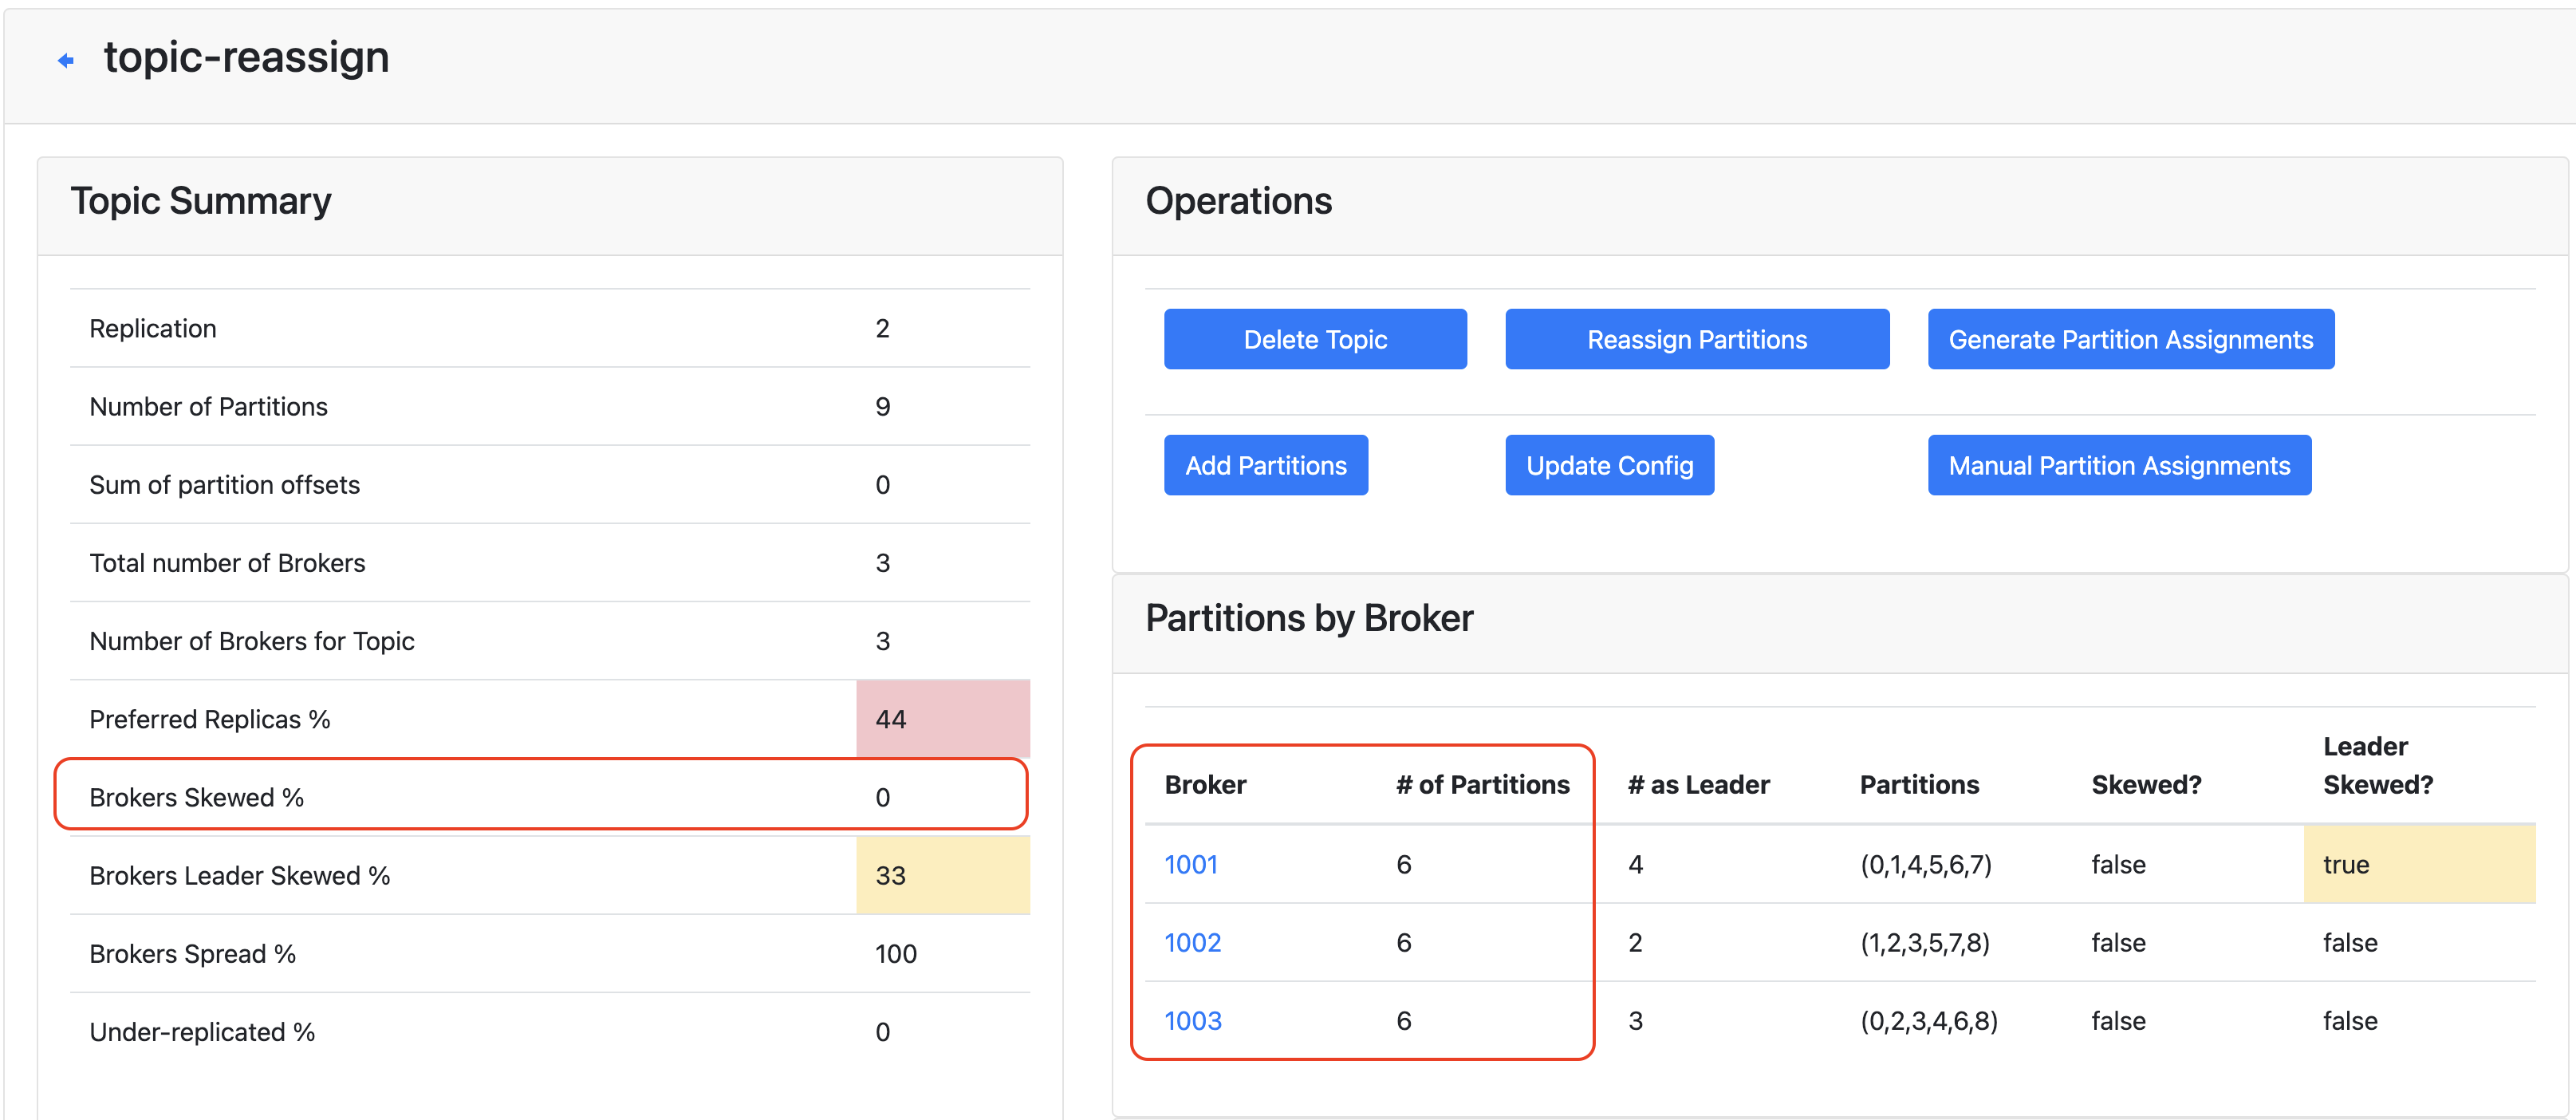 topic-reassign
Topic Summary
Replication 2
Number of Partitions 9
Sum of partition offsets 0
Total number of Brokers 3
Number of Brokers for Topic 3
Preferred Replicas % 44
Brokers Skewed % 0
Brokers Leader Skewed % 33
Brokers Spread % 100
Under-replicated % 0
Operations
Delete Topic Reassign Partitions Generate Partition Assignments
Add Partitions Update Config Manual Partition Assignments
Partitions by Broker
Broker # of Partitions # as Leader Partitions Skewed? Leader Skewed?
1001 6 4 (0,1,4,5,6,7) false true
1002 6 2 (1,2,3,5,7,8) false false
1003 6 3 (0,2,3,4,6,8) false false